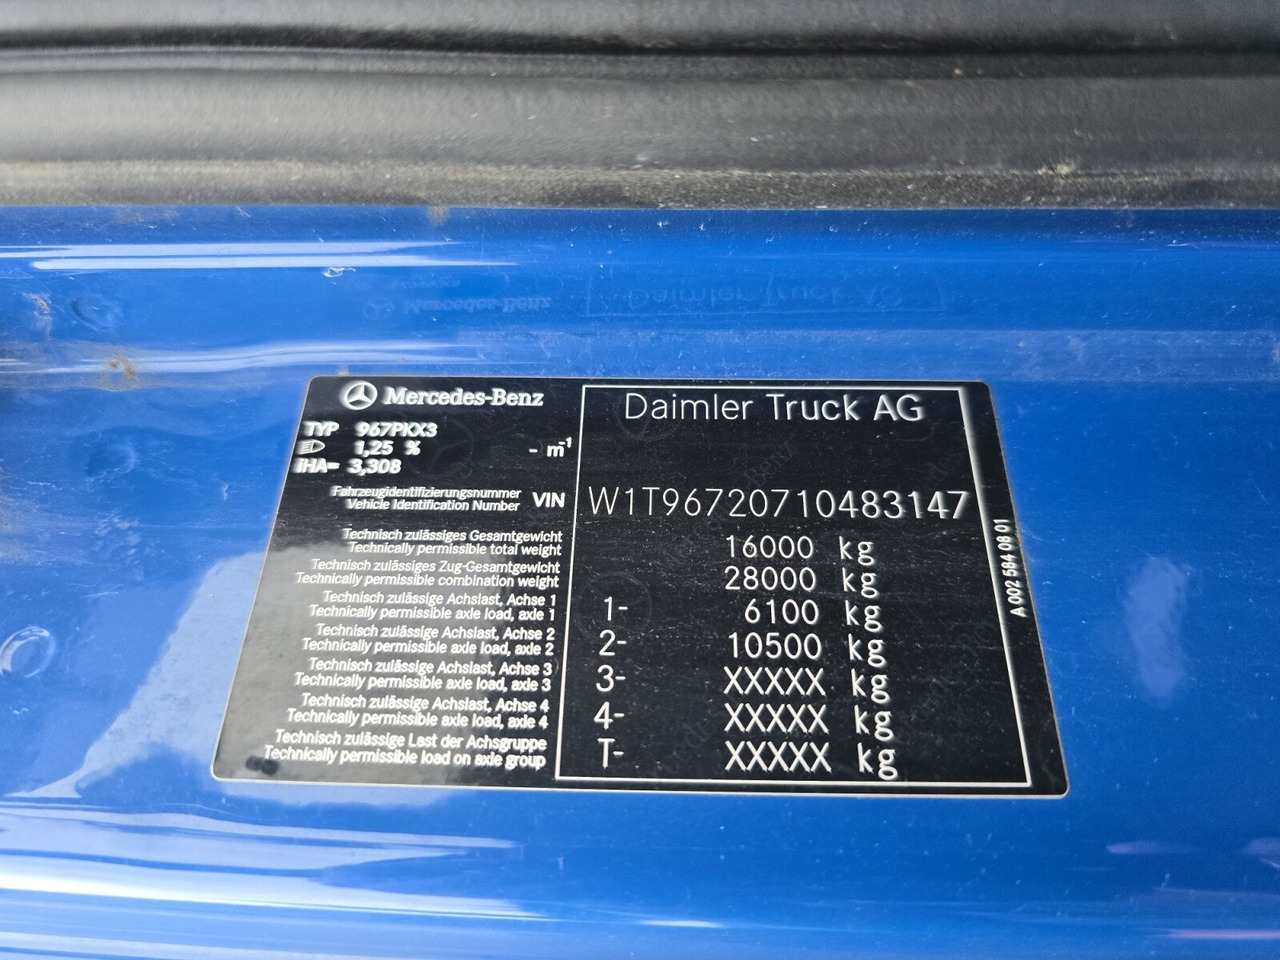 Mercedes-Benz
Daimler Truck AG
TYP 967PKX3
1,25 % - m-1
iHA= 3,308
Fahrzeugidentifizierungsnummer
Vehicle Identification Number VIN W1T96720710483147
Technisch zulässiges Gesamtgewicht
Technically permissible total weight 16000 kg
Technisch zulässiges Zug-Gesamtgewicht
Technically permissible combination weight 28000 kg
Technisch zulässige Achslast, Achse 1
Technically permissible axle load, axle 1 1- 6100 kg
Technisch zulässige Achslast, Achse 2
Technically permissible axle load, axle 2 2- 10500 kg
Technisch zulässige Achslast, Achse 3
Technically permissible axle load, axle 3 3- XXXXX kg
Technisch zulässige Achslast, Achse 4
Technically permissible axle load, axle 4 4- XXXXX kg
Technisch zulässige Last der Achsgruppe
Technically permissible load on axle group T- XXXXX kg
A 002 584 08 01